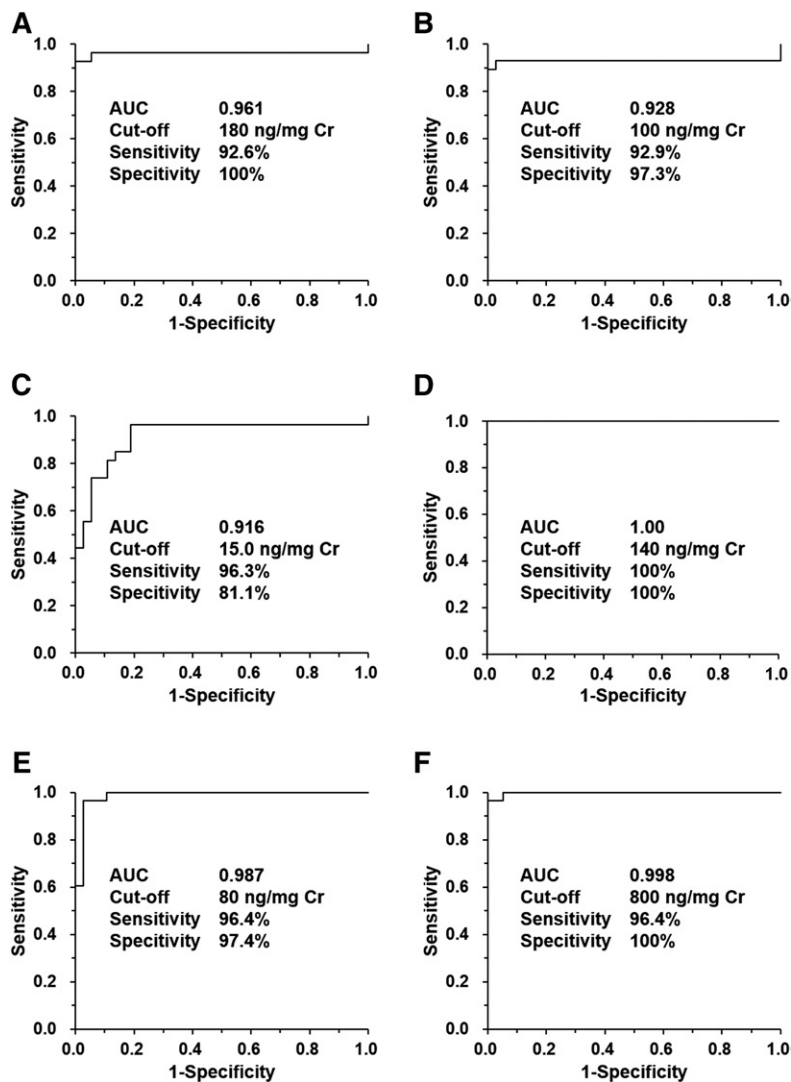 A
1.0
0.8
0.6
0.4
0.2
0.0
Sensitivity
AUC 0.961
Cut-off 180 ng/mg Cr
Sensitivity 92.6%
Specitivity 100%
0.0 0.2 0.4 0.6 0.8 1.0
1-Specificity
B
1.0
0.8
0.6
0.4
0.2
0.0
Sensitivity
AUC 0.928
Cut-off 100 ng/mg Cr
Sensitivity 92.9%
Specitivity 97.3%
0.0 0.2 0.4 0.6 0.8 1.0
1-Specificity
C
1.0
0.8
0.6
0.4
0.2
0.0
Sensitivity
AUC 0.916
Cut-off 15.0 ng/mg Cr
Sensitivity 96.3%
Specitivity 81.1%
0.0 0.2 0.4 0.6 0.8 1.0
1-Specificity
D
1.0
0.8
0.6
0.4
0.2
0.0
Sensitivity
AUC 1.00
Cut-off 140 ng/mg Cr
Sensitivity 100%
Specitivity 100%
0.0 0.2 0.4 0.6 0.8 1.0
1-Specificity
E
1.0
0.8
0.6
0.4
0.2
0.0
Sensitivity
AUC 0.987
Cut-off 80 ng/mg Cr
Sensitivity 96.4%
Specitivity 97.4%
0.0 0.2 0.4 0.6 0.8 1.0
1-Specificity
F
1.0
0.8
0.6
0.4
0.2
0.0
Sensitivity
AUC 0.998
Cut-off 800 ng/mg Cr
Sensitivity 96.4%
Specitivity 100%
0.0 0.2 0.4 0.6 0.8 1.0
1-Specificity